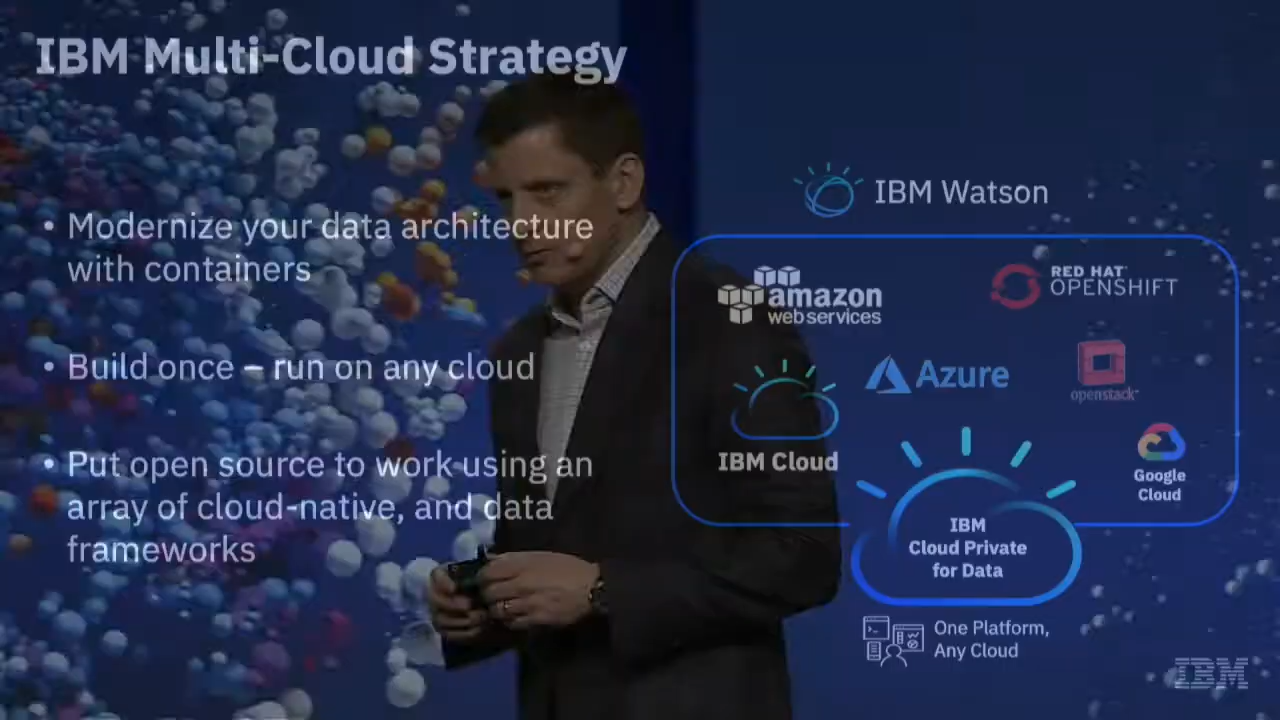 IBM Multi-Cloud Strategy
• Modernize your data architecture
with containers
• Build once – run on any cloud
• Put open source to work using an
array of cloud-native, and data
frameworks
IBM Watson
amazon
web services
RED HAT
OPENSHIFT
Azure
openstack
IBM Cloud
Google
Cloud
IBM
Cloud Private
for Data
One Platform,
Any Cloud
IBM